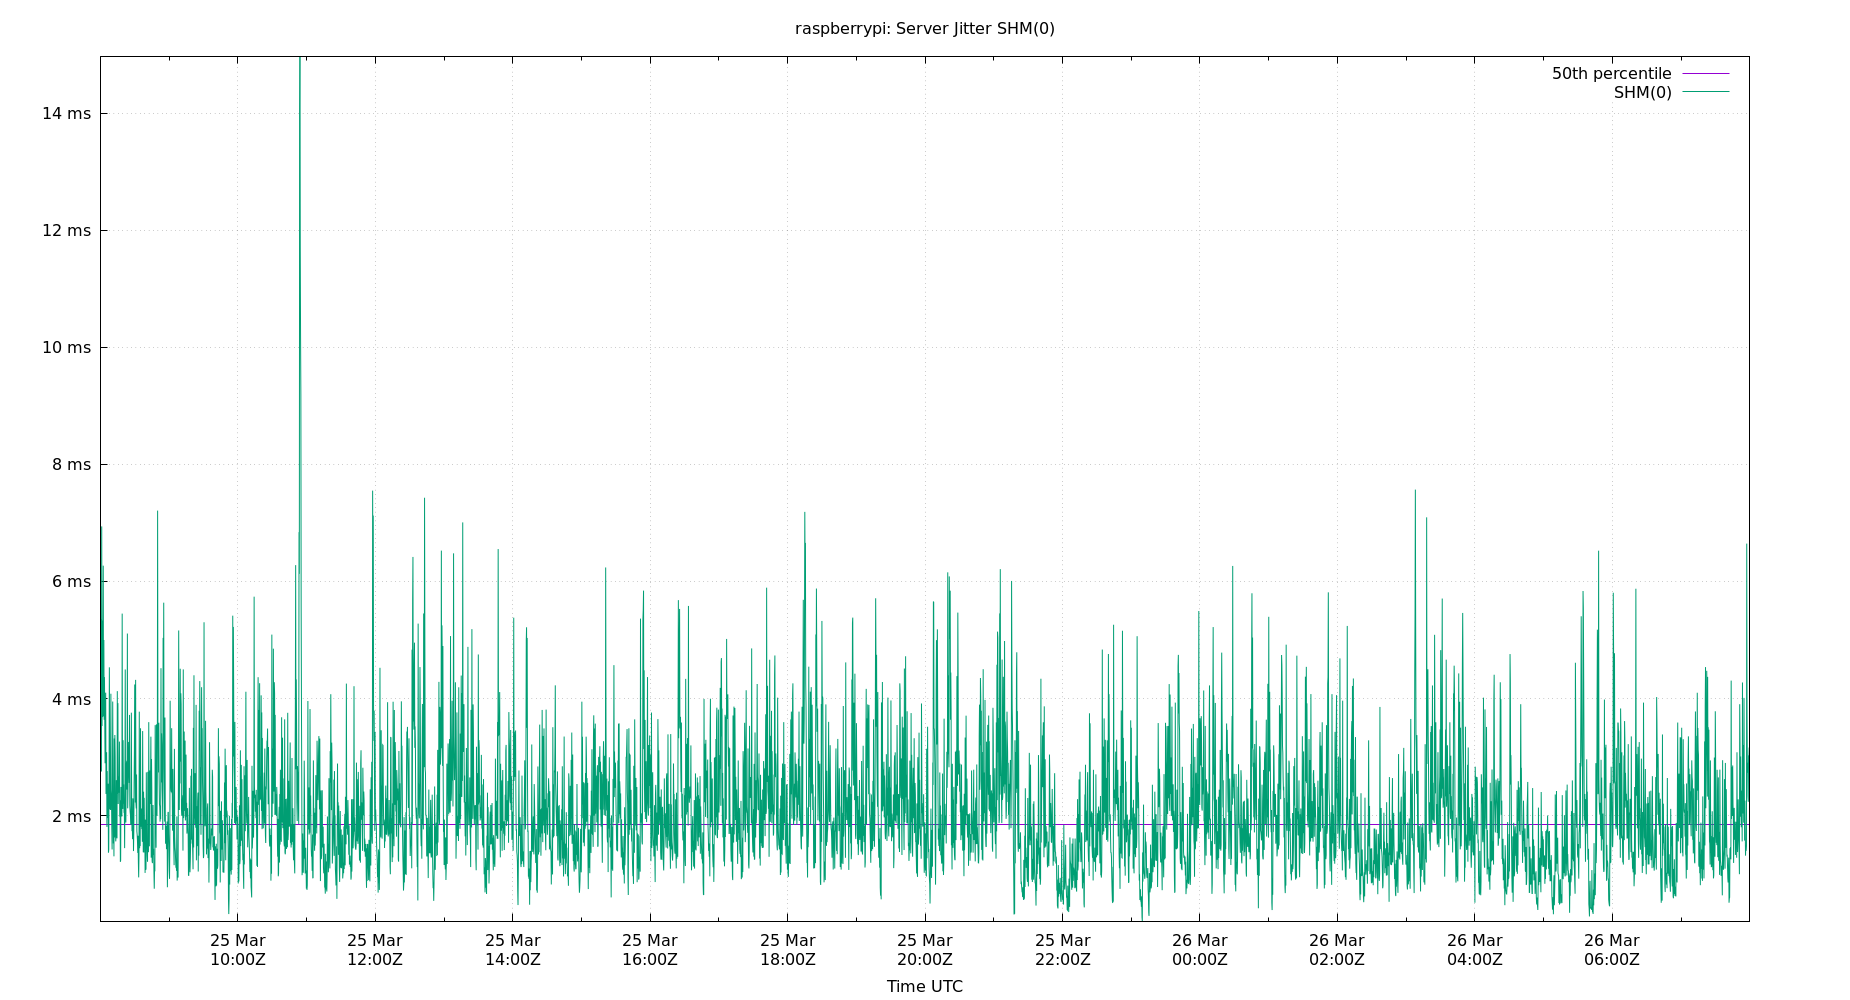 raspberrypi: Server Jitter SHM(0)
50th percentile
SHM(0)
14 ms
12 ms
10 ms
8 ms
6 ms
4 ms
2 ms
25 Mar 25 Mar 25 Mar 25 Mar 25 Mar 25 Mar 25 Mar 26 Mar 26 Mar 26 Mar 26 Mar
10:00Z 12:00Z 14:00Z 16:00Z 18:00Z 20:00Z 22:00Z 00:00Z 02:00Z 04:00Z 06:00Z
Time UTC